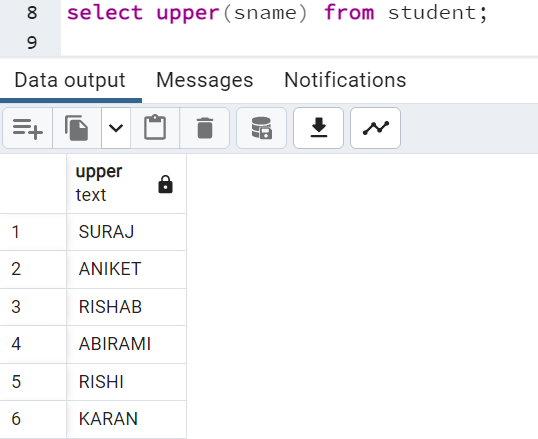 8 select upper(sname) from student;
9
Data output Messages Notifications
upper
text
1 SURAJ
2 ANIKET
3 RISHAB
4 ABIRAMI
5 RISHI
6 KARAN